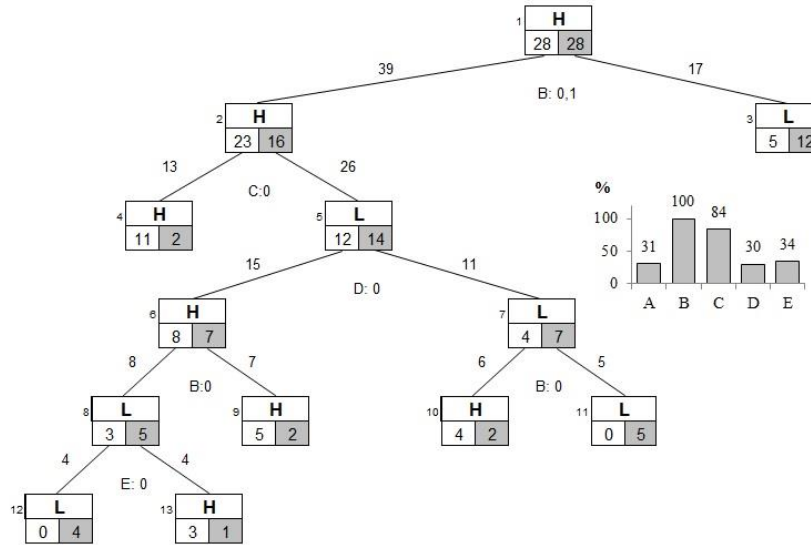 1 H
28 28
39 17
B: 0,1
2 H
23 16
3 L
5 12
13 26
C:0
4 H
11 2
5 L
12 14
%
100
50
0
31 100 84 30 34
A B C D E
15 11
D: 0
6 H
8 7
7 L
4 7
8 7
B:0
6 5
B: 0
8 L
3 5
9 H
5 2
10 H
4 2
11 L
0 5
4 4
E: 0
12 L
0 4
13 H
3 1